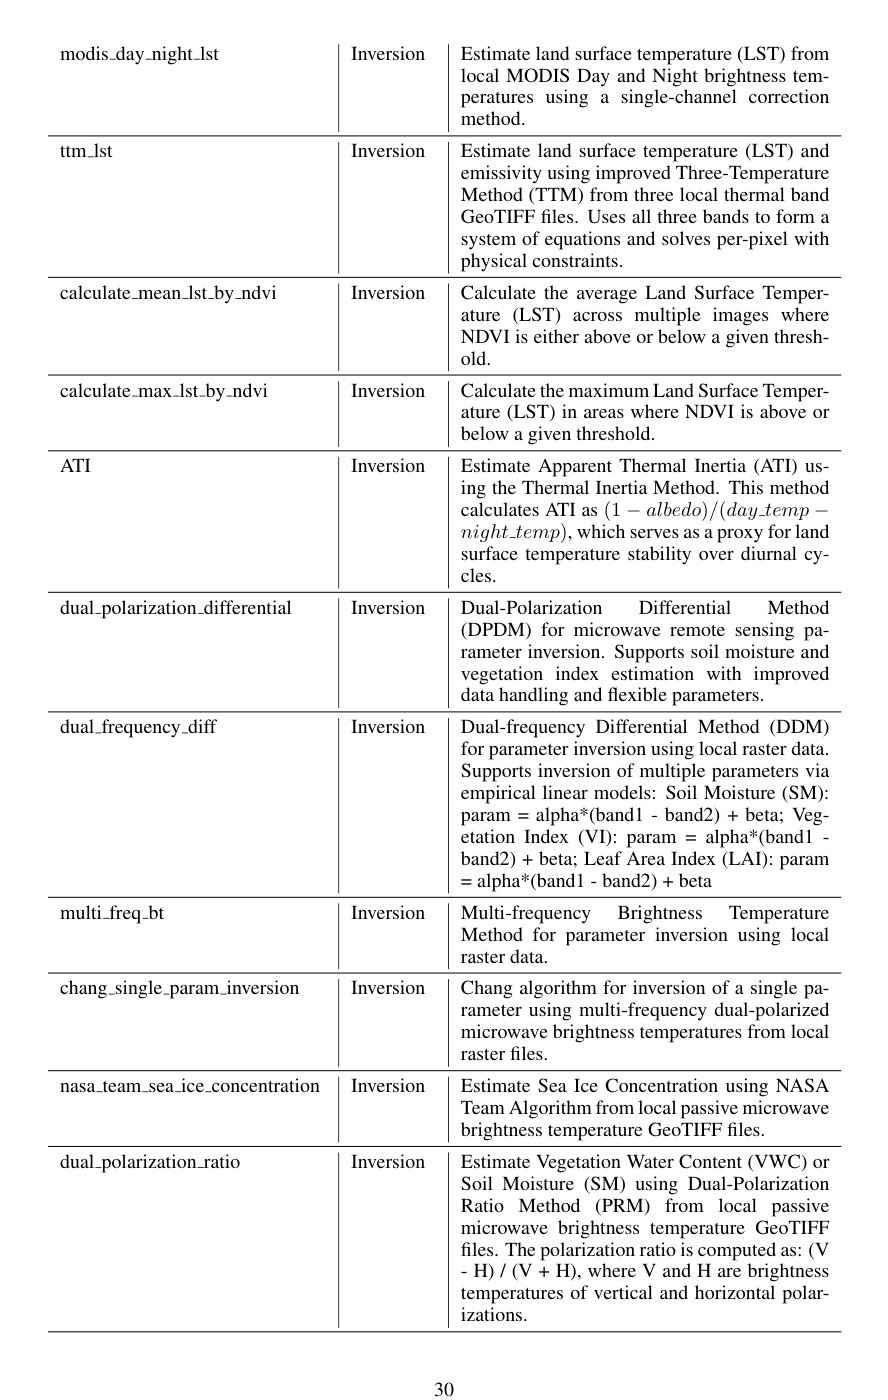 modis_day_night_lst Inversion Estimate land surface temperature (LST) from
local MODIS Day and Night brightness tem-
peratures using a single-channel correction
method.
ttm_lst Inversion Estimate land surface temperature (LST) and
emissivity using improved Three-Temperature
Method (TTM) from three local thermal band
GeoTIFF files. Uses all three bands to form a
system of equations and solves per-pixel with
physical constraints.
calculate_mean_lst_by_ndvi Inversion Calculate the average Land Surface Temper-
ature (LST) across multiple images where
NDVI is either above or below a given thresh-
old.
calculate_max_lst_by_ndvi Inversion Calculate the maximum Land Surface Temper-
ature (LST) in areas where NDVI is above or
below a given threshold.
ATI Inversion Estimate Apparent Thermal Inertia (ATI) us-
ing the Thermal Inertia Method. This method
calculates ATI as (1 − albedo)/(day_temp −
night_temp), which serves as a proxy for land
surface temperature stability over diurnal cy-
cles.
dual_polarization_differential Inversion Dual-Polarization Differential Method
(DPDM) for microwave remote sensing pa-
rameter inversion. Supports soil moisture and
vegetation index estimation with improved
data handling and flexible parameters.
dual_frequency_diff Inversion Dual-frequency Differential Method (DDM)
for parameter inversion using local raster data.
Supports inversion of multiple parameters via
empirical linear models: Soil Moisture (SM):
param = alpha*(band1 - band2) + beta; Veg-
etation Index (VI): param = alpha*(band1 -
band2) + beta; Leaf Area Index (LAI): param
= alpha*(band1 - band2) + beta
multi_freq_bt Inversion Multi-frequency Brightness Temperature
Method for parameter inversion using local
raster data.
chang_single_param_inversion Inversion Chang algorithm for inversion of a single pa-
rameter using multi-frequency dual-polarized
microwave brightness temperatures from local
raster files.
nasa_team_sea_ice_concentration Inversion Estimate Sea Ice Concentration using NASA
Team Algorithm from local passive microwave
brightness temperature GeoTIFF files.
dual_polarization_ratio Inversion Estimate Vegetation Water Content (VWC) or
Soil Moisture (SM) using Dual-Polarization
Ratio Method (PRM) from local passive
microwave brightness temperature GeoTIFF
files. The polarization ratio is computed as: (V
- H) / (V + H), where V and H are brightness
temperatures of vertical and horizontal polar-
izations.
30